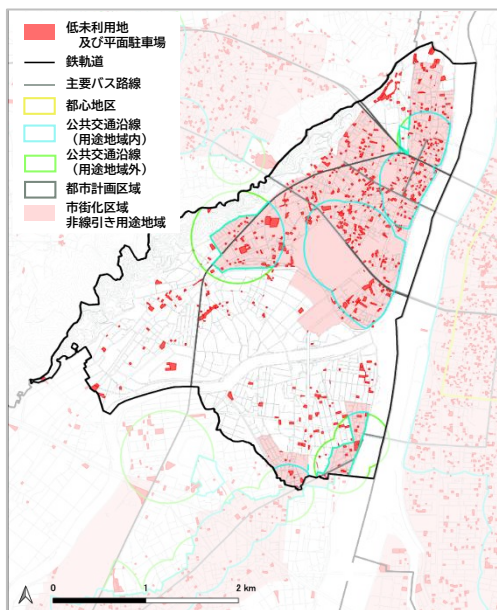 低未利用地
及び平面駐車場
鉄軌道
主要バス路線
都心地区
公共交通沿線
(用途地域内)
公共交通沿線
(用途地域外)
都市計画区域
市街化区域
非線引き用途地域
0 1 2 km